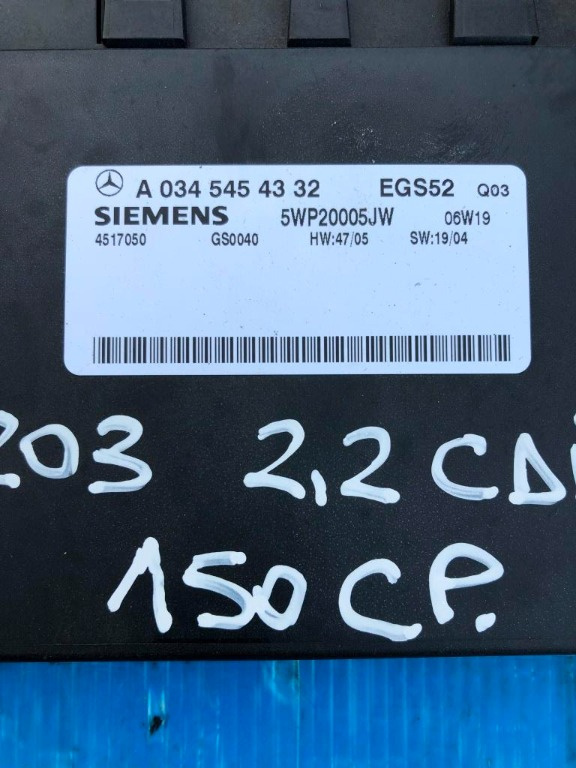 A 034 545 43 32 EGS52 Q03
SIEMENS 5WP20005JW 06W19
4517050 GS0040 HW:47/05 SW:19/04
203 2,2 CDi
150 CP.